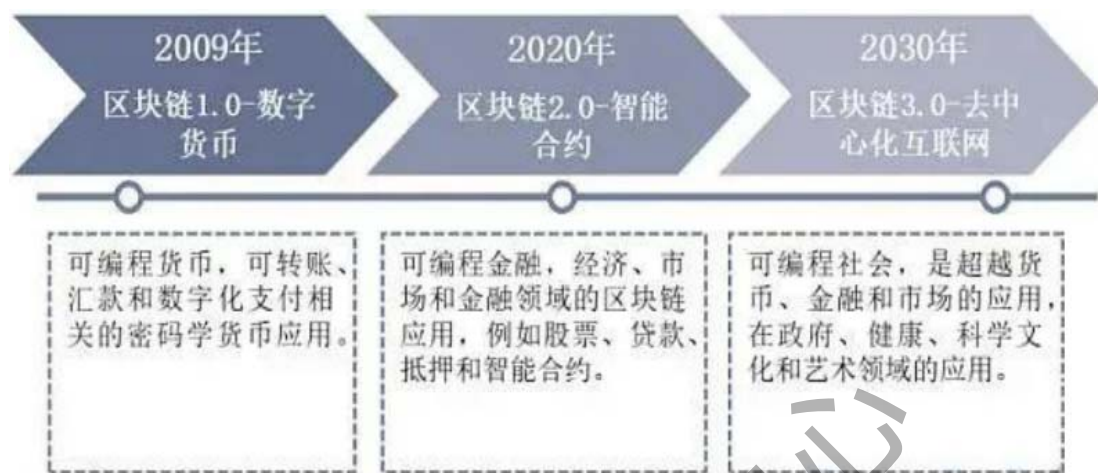 2009年
区块链1.0-数字
货币
2020年
区块链2.0-智能
合约
2030年
区块链3.0-去中
心化互联网
可编程货币，可转账、
汇款和数字化支付相
关的密码学货币应用。
可编程金融，经济、市
场和金融领域的区块链
应用，例如股票、贷款、
抵押和智能合约。
可编程社会，是超越货
币、金融和市场的应用，
在政府、健康、科学文
化和艺术领域的应用。
心